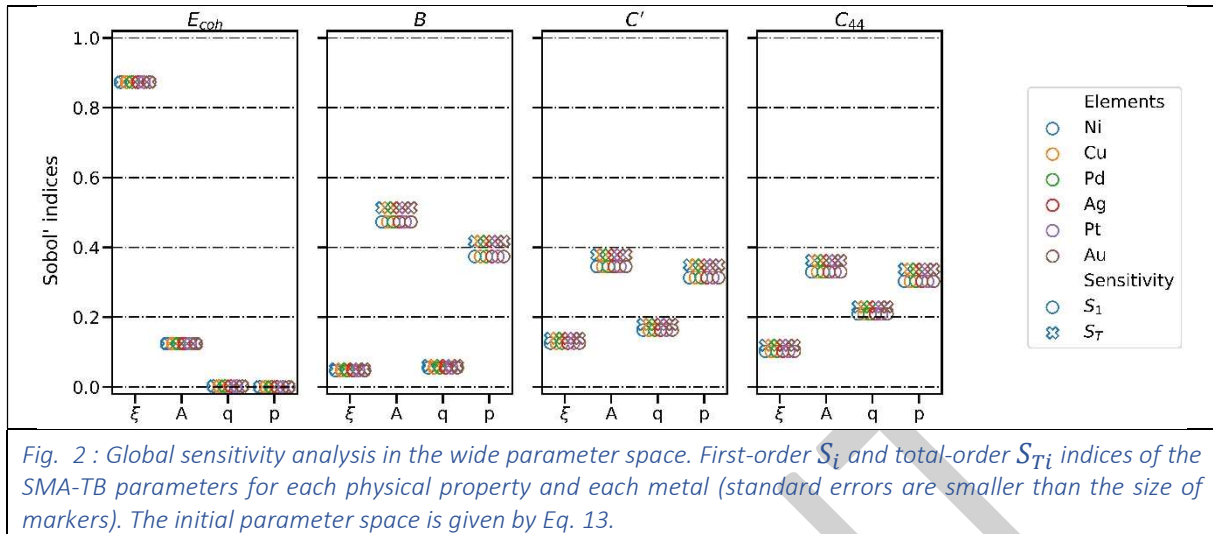 E_coh B C' C_44
1.0
0.8
0.6
0.4
0.2
0.0
Sobol' indices
ξ A q p ξ A q p ξ A q p ξ A q p
Elements
Ni
Cu
Pd
Ag
Pt
Au
Sensitivity
S_1
S_T
Fig. 2 : Global sensitivity analysis in the wide parameter space. First-order S_i and total-order S_Ti indices of the
SMA-TB parameters for each physical property and each metal (standard errors are smaller than the size of
markers). The initial parameter space is given by Eq. 13.